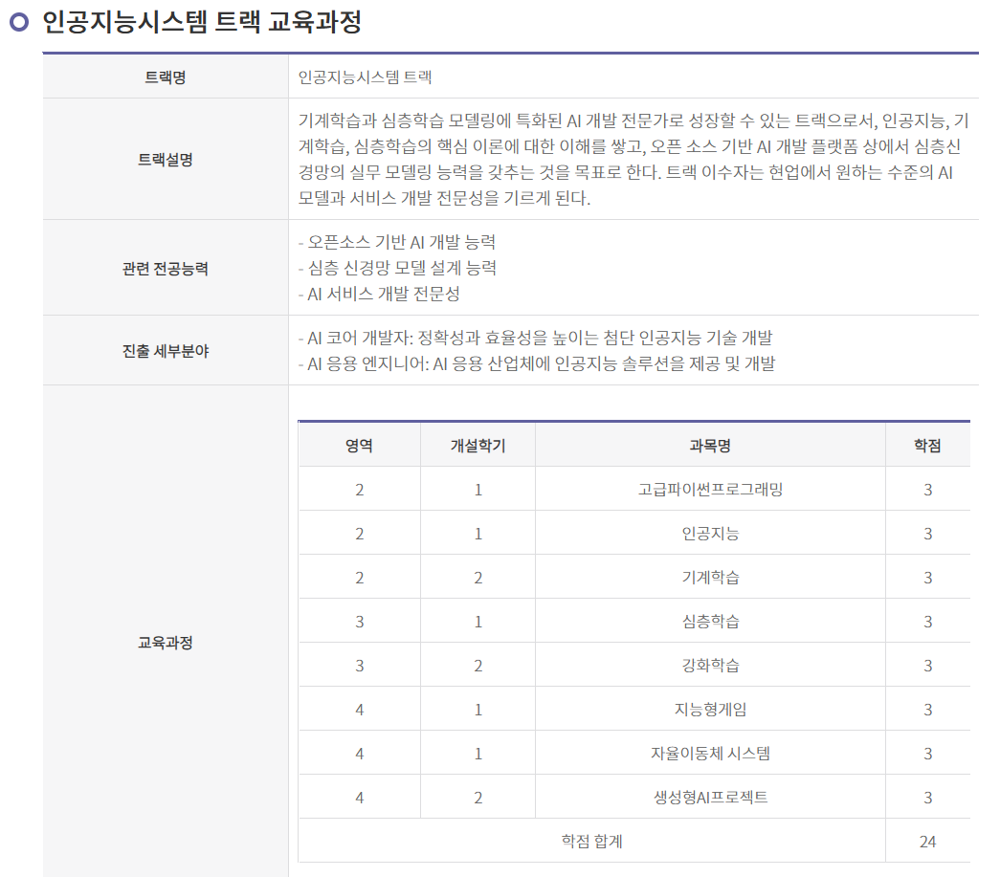 인공지능시스템 트랙 교육과정
트랙명
인공지능시스템 트랙
트랙설명
기계학습과 심층학습 모델링에 특화된 AI 개발 전문가로 성장할 수 있는 트랙으로서, 인공지능, 기
계학습, 심층학습의 핵심 이론에 대한 이해를 쌓고, 오픈 소스 기반 AI 개발 플랫폼 상에서 심층신
경망의 실무 모델링 능력을 갖추는 것을 목표로 한다. 트랙 이수자는 현업에서 원하는 수준의 AI
모델과 서비스 개발 전문성을 기르게 된다.
관련 전공능력
- 오픈소스 기반 AI 개발 능력
- 심층 신경망 모델 설계 능력
- AI 서비스 개발 전문성
진출 세부분야
- AI 코어 개발자: 정확성과 효율성을 높이는 첨단 인공지능 기술 개발
- AI 응용 엔지니어: AI 응용 산업체에 인공지능 솔루션을 제공 및 개발
교육과정
영역 개설학기 과목명 학점
2 1 고급파이썬프로그래밍 3
2 1 인공지능 3
2 2 기계학습 3
3 1 심층학습 3
3 2 강화학습 3
4 1 지능형게임 3
4 1 자율이동체 시스템 3
4 2 생성형AI프로젝트 3
학점 합계 24